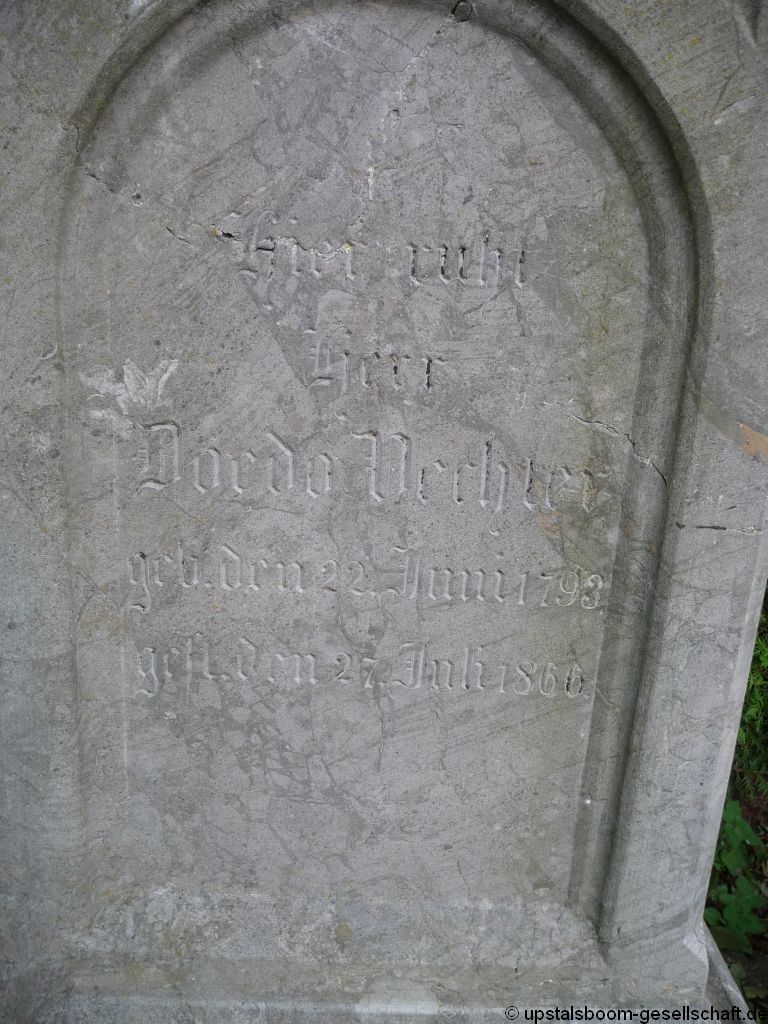 Hier ruht
Herr
Doedo Vechter
geb. den 22. Juni 1793
gest. den 27. Juli 1860.
© upstalsboom-gesellschaft.de